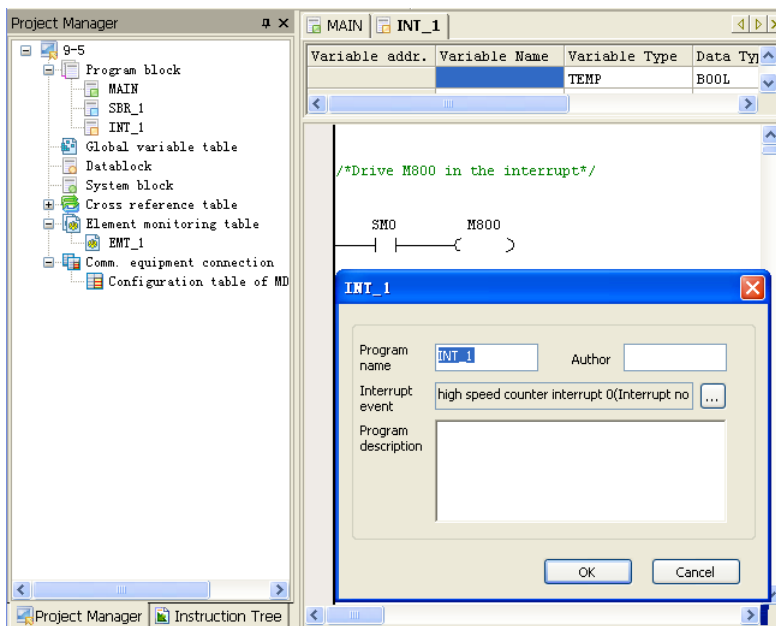 Project Manager
9-5
Program block
MAIN
SBR_1
INT_1
Global variable table
Datablock
System block
Cross reference table
Element monitoring table
EMT_1
Comm. equipment connection
Configuration table of MD
Project Manager
Instruction Tree
MAIN
INT_1
Variable addr. Variable Name Variable Type Data Typ
TEMP BOOL
/*Drive M800 in the interrupt*/
SM0 M800
INT_1
Program name
INT_1
Author
Interrupt event
high speed counter interrupt 0(Interrupt no
...
Program description
OK
Cancel